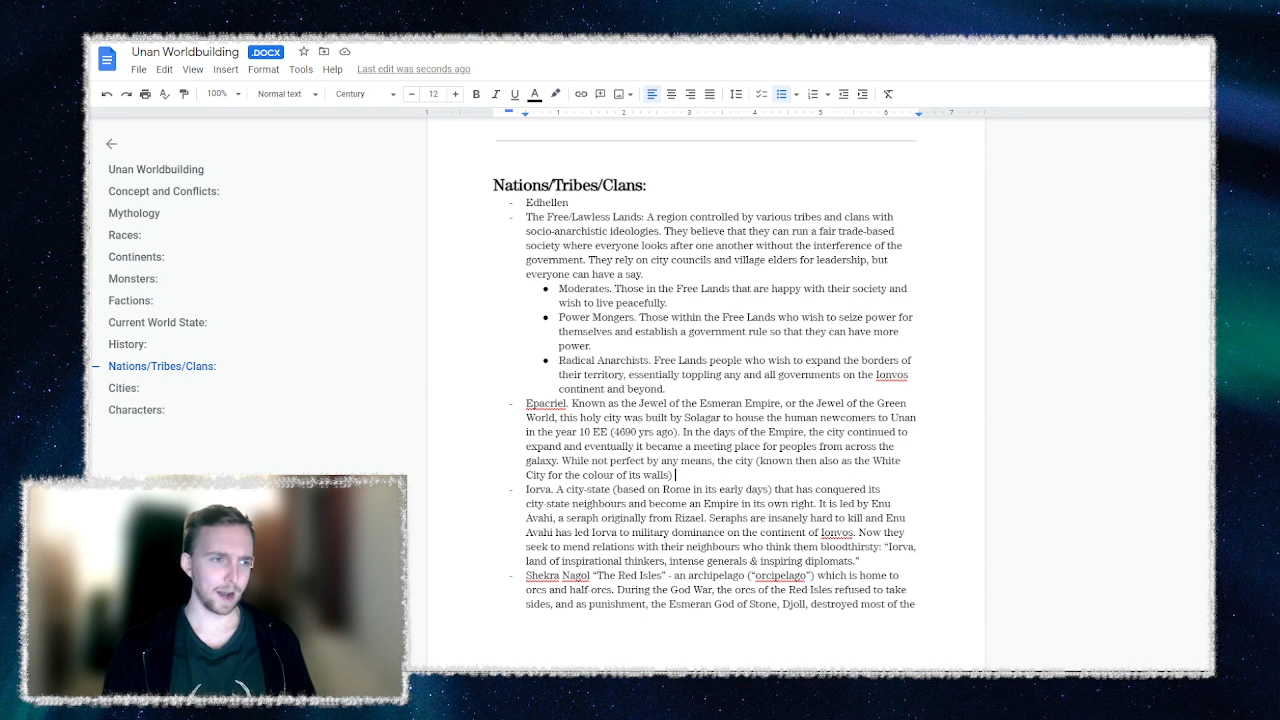 Unan Worldbuilding .DOCX
File Edit View Insert Format Tools Help Last edit was seconds ago
100% Normal text Century 12 B I U A
1 1 2 3 4 5 6 7
Unan Worldbuilding
Concept and Conflicts:
Mythology
Races:
Continents:
Monsters:
Factions:
Current World State:
History:
Nations/Tribes/Clans:
Cities:
Characters:
Nations/Tribes/Clans:
- Edhellen
- The Free/Lawless Lands: A region controlled by various tribes and clans with
socio-anarchistic ideologies. They believe that they can run a fair trade-based
society where everyone looks after one another without the interference of the
government. They rely on city councils and village elders for leadership, but
everyone can have a say.
● Moderates. Those in the Free Lands that are happy with their society and
wish to live peacefully.
● Power Mongers. Those within the Free Lands who wish to seize power for
themselves and establish a government rule so that they can have more
power.
● Radical Anarchists. Free Lands people who wish to expand the borders of
their territory, essentially toppling any and all governments on the Ionvos
continent and beyond.
- Epacriel. Known as the Jewel of the Esmeran Empire, or the Jewel of the Green
World, this holy city was built by Solagar to house the human newcomers to Unan
in the year 10 EE (4690 yrs ago). In the days of the Empire, the city continued to
expand and eventually it became a meeting place for peoples from across the
galaxy. While not perfect by any means, the city (known then also as the White
City for the colour of its walls)
- Iorva. A city-state (based on Rome in its early days) that has conquered its
city-state neighbours and become an Empire in its own right. It is led by Enu
Avahi, a seraph originally from Rizael. Seraphs are insanely hard to kill and Enu
Avahi has led Iorva to military dominance on the continent of Ionvos. Now they
seek to mend relations with their neighbours who think them bloodthirsty: “Iorva,
land of inspirational thinkers, intense generals & inspiring diplomats.”
- Shekra Nagol “The Red Isles” - an archipelago (“orcipelago”) which is home to
orcs and half-orcs. During the God War, the orcs of the Red Isles refused to take
sides, and as punishment, the Esmeran God of Stone, Djoll, destroyed most of the